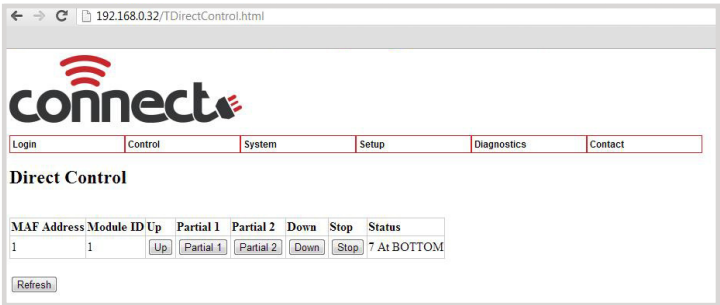 192.168.0.32/TDirectControl.html
connect
Login Control System Setup Diagnostics Contact
Direct Control
MAF Address Module ID Up Partial 1 Partial 2 Down Stop Status
1 1 Up Partial 1 Partial 2 Down Stop 7 At BOTTOM
Refresh